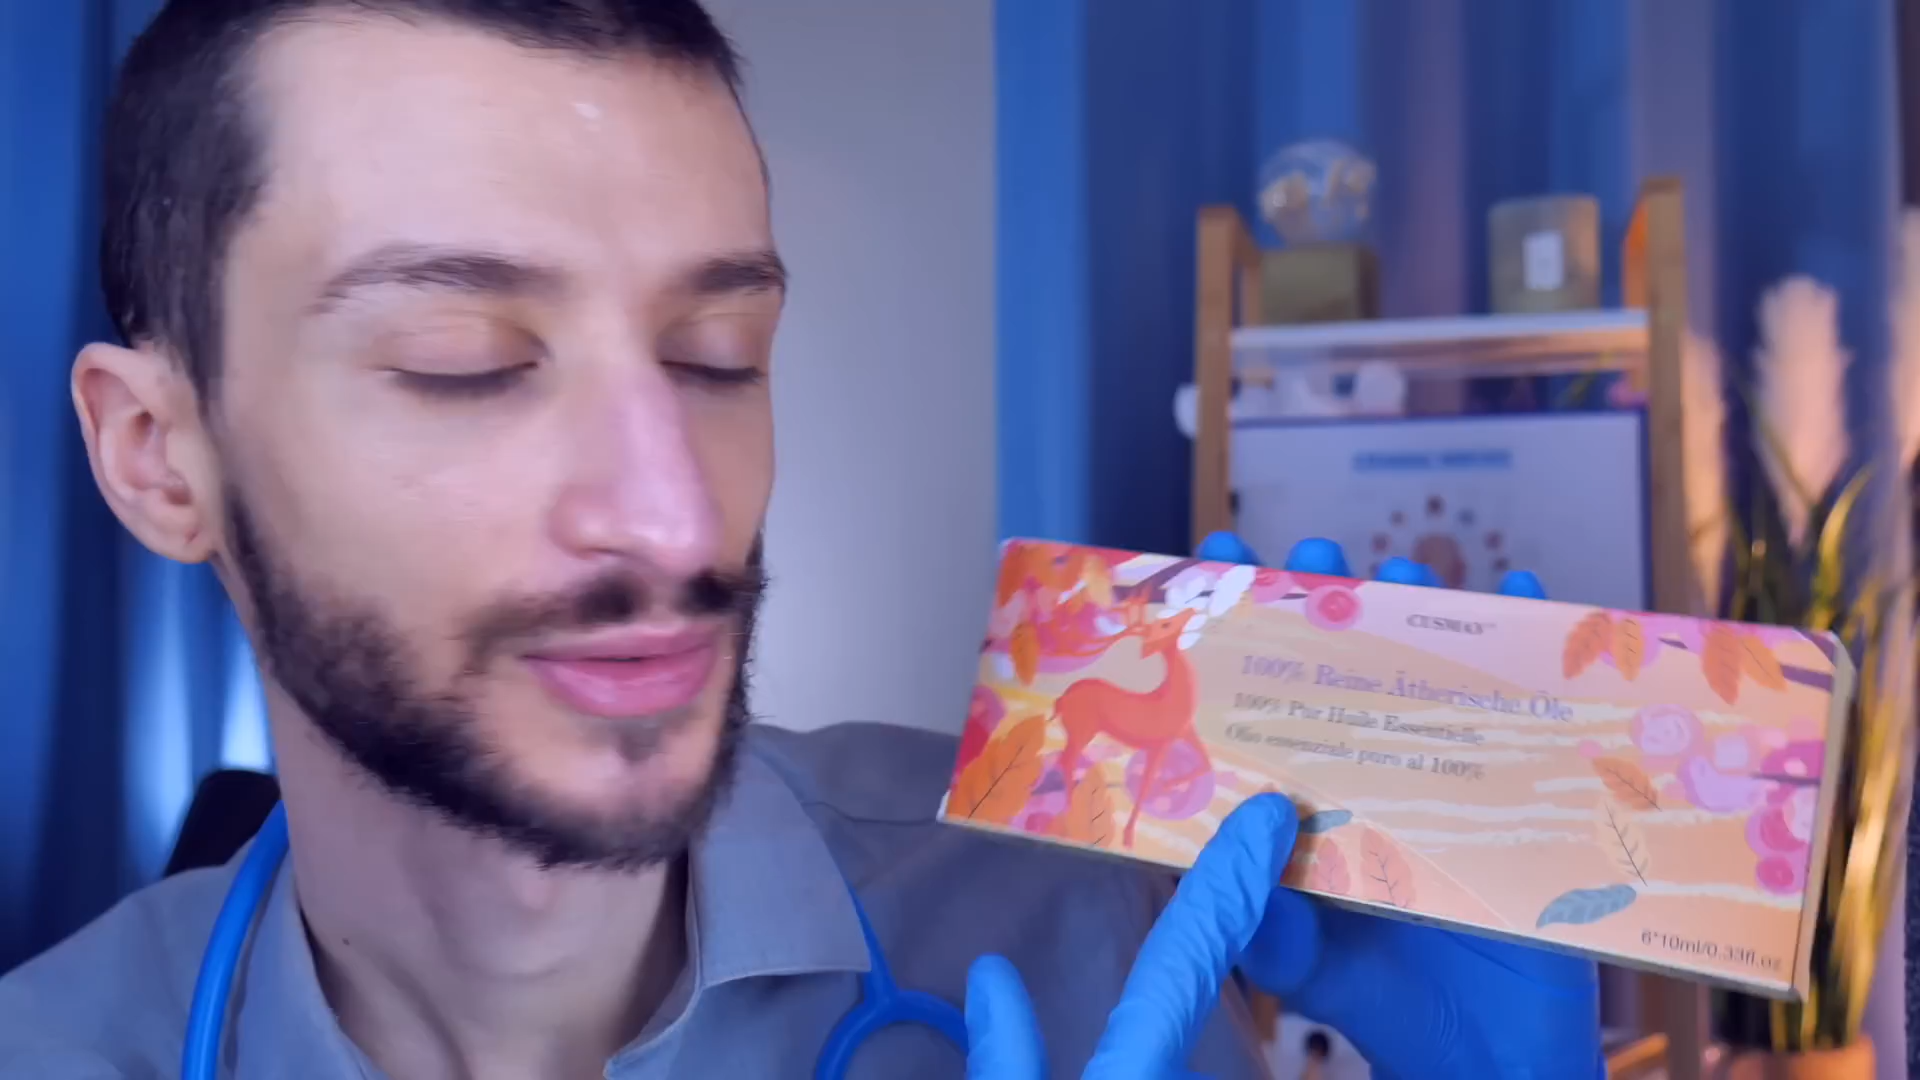 100% Reine Ätherische Öle
100% Pur Huile Essentielle
Olio essenziale puro al 100%
6*10ml/0.33fl.oz